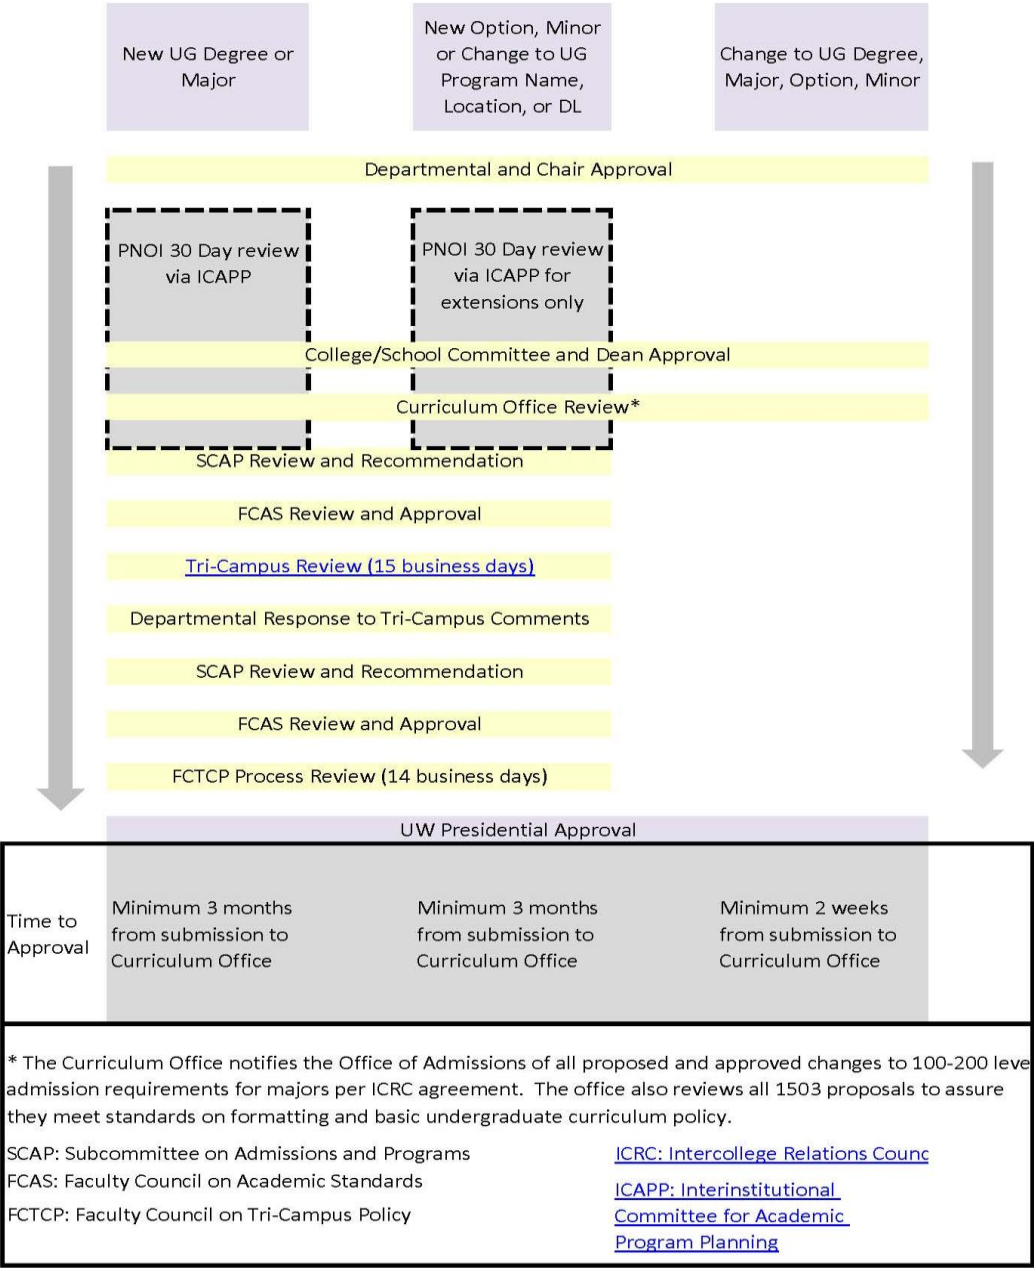 New UG Degree or
Major
New Option, Minor
or Change to UG
Program Name,
Location, or DL
Change to UG Degree,
Major, Option, Minor
Departmental and Chair Approval
PNOI 30 Day review
via ICAPP
PNOI 30 Day review
via ICAPP for
extensions only
College/School Committee and Dean Approval
Curriculum Office Review*
SCAP Review and Recommendation
FCAS Review and Approval
Tri-Campus Review (15 business days)
Departmental Response to Tri-Campus Comments
SCAP Review and Recommendation
FCAS Review and Approval
FCTCP Process Review (14 business days)
UW Presidential Approval
Time to
Approval
Minimum 3 months
from submission to
Curriculum Office
Minimum 3 months
from submission to
Curriculum Office
Minimum 2 weeks
from submission to
Curriculum Office
* The Curriculum Office notifies the Office of Admissions of all proposed and approved changes to 100-200 leve
admission requirements for majors per ICRC agreement. The office also reviews all 1503 proposals to assure
they meet standards on formatting and basic undergraduate curriculum policy.
SCAP: Subcommittee on Admissions and Programs
FCAS: Faculty Council on Academic Standards
FCTCP: Faculty Council on Tri-Campus Policy
ICRC: Intercollege Relations Counc
ICAPP: Interinstitutional
Committee for Academic
Program Planning